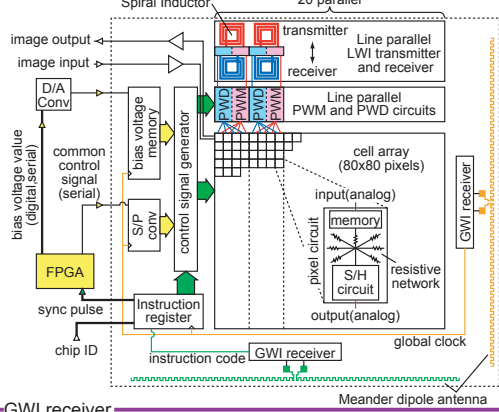 Spiral inductor
20 parallel
image output
image input
transmitter
receiver
Line parallel
LWI transmitter
and receiver
D/A
Conv
bias voltage
memory
control signal generator
PWD
PWM
PWD
PWM
Line parallel
PWM and PWD circuits
bias voltage value
(digital,serial)
common
control
signal
(serial)
S/P
conv
cell array
(80x80 pixels)
input(analog)
memory
pixel circuit
S/H
circuit
resistive
network
output(analog)
GWI receiver
FPGA
sync pulse
Instruction
register
chip ID
instruction code
GWI receiver
global clock
Meander dipole antenna
GWI receiver